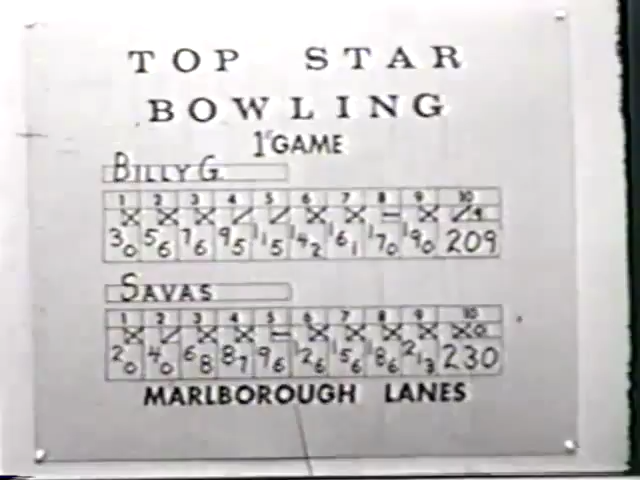 TOP STAR
BOWLING
1st GAME
BILLY G.
1 2 3 4 5 6 7 8 9 10
X X X / / X X — X / 9
30 56 76 95 115 142 161 170 190 209
SAVAS
1 2 3 4 5 6 7 8 9 10
X / X X — X X X X
20 40 68 87 96 126 156 186 213 230
MARLBOROUGH LANES